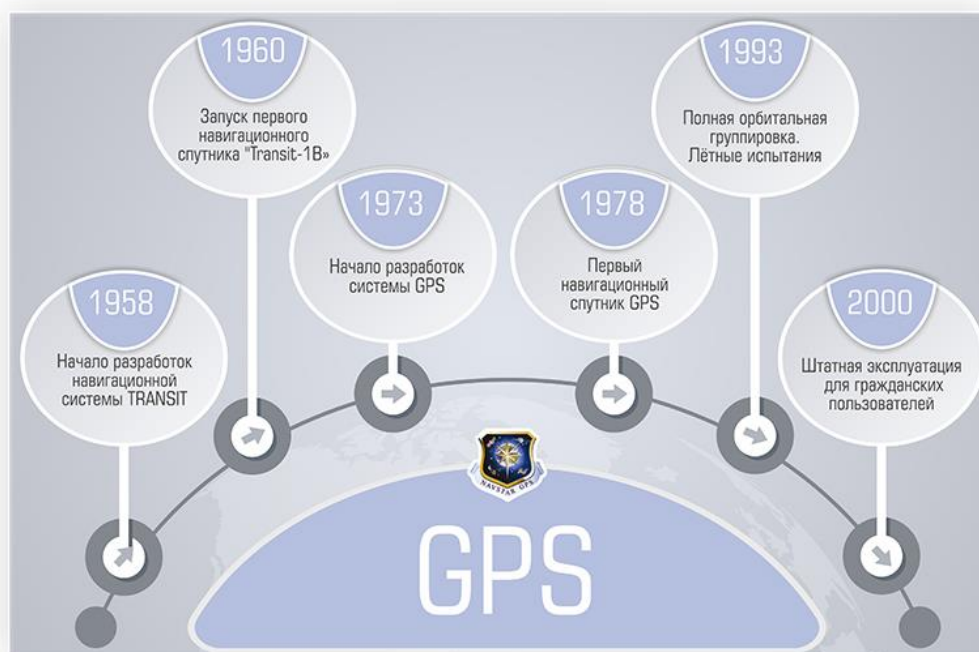 1958
Начало разработок
навигационной
системы TRANSIT
1960
Запуск первого
навигационного
спутника "Transit-1B»
1973
Начало разработок
системы GPS
1978
Первый
навигационный
спутник GPS
1993
Полная орбитальная
группировка.
Лётные испытания
2000
Штатная эксплуатация
для гражданских
пользователей
NAVSTAR GPS
GPS